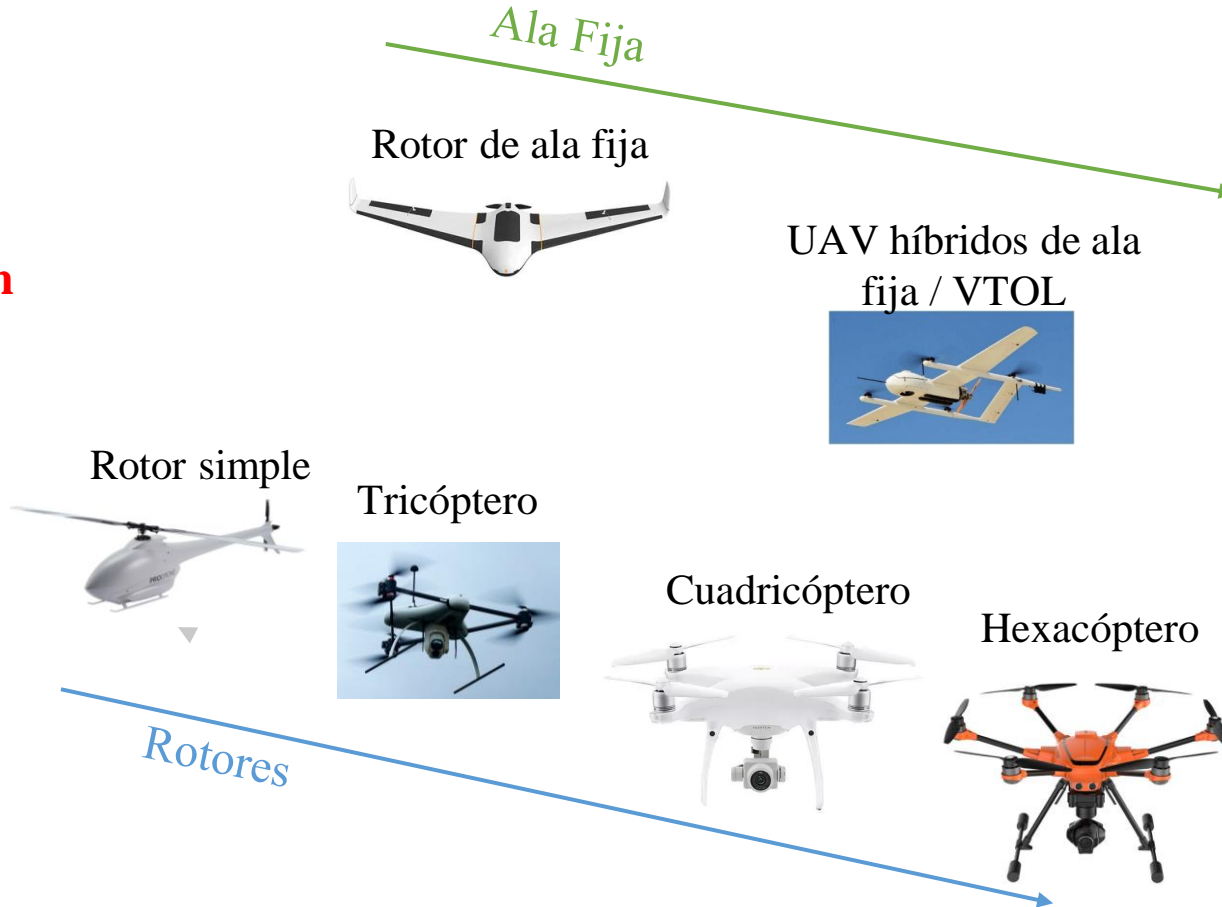 Ala Fija
Rotor de ala fija
UAV híbridos de ala
fija / VTOL
n
Rotor simple
Tricóptero
Cuadricóptero
Hexacóptero
Rotores